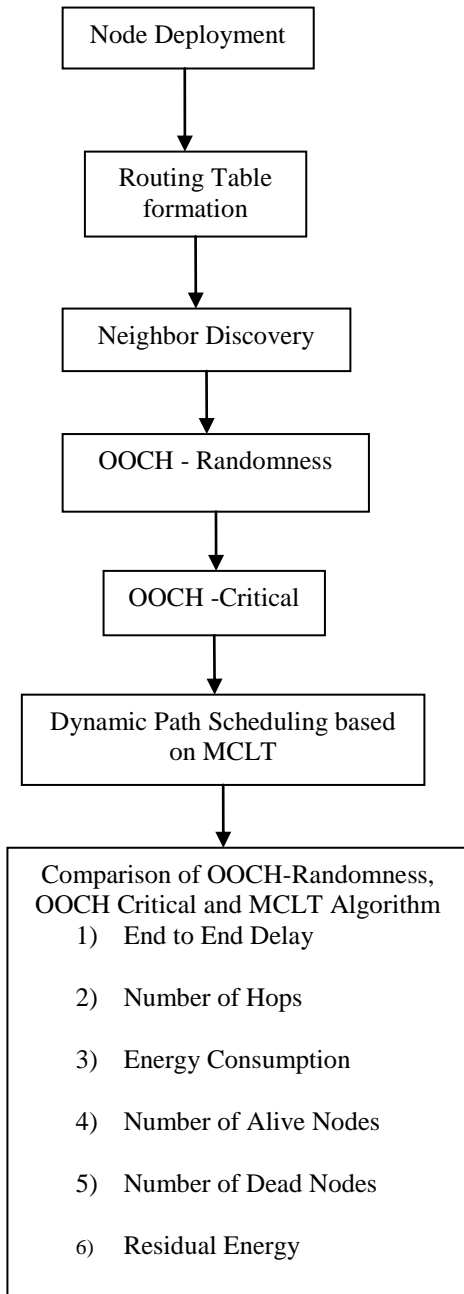 Node Deployment
Routing Table
formation
Neighbor Discovery
OOCH - Randomness
OOCH -Critical
Dynamic Path Scheduling based
on MCLT
Comparison of OOCH-Randomness,
OOCH Critical and MCLT Algorithm
1) End to End Delay
2) Number of Hops
3) Energy Consumption
4) Number of Alive Nodes
5) Number of Dead Nodes
6) Residual Energy